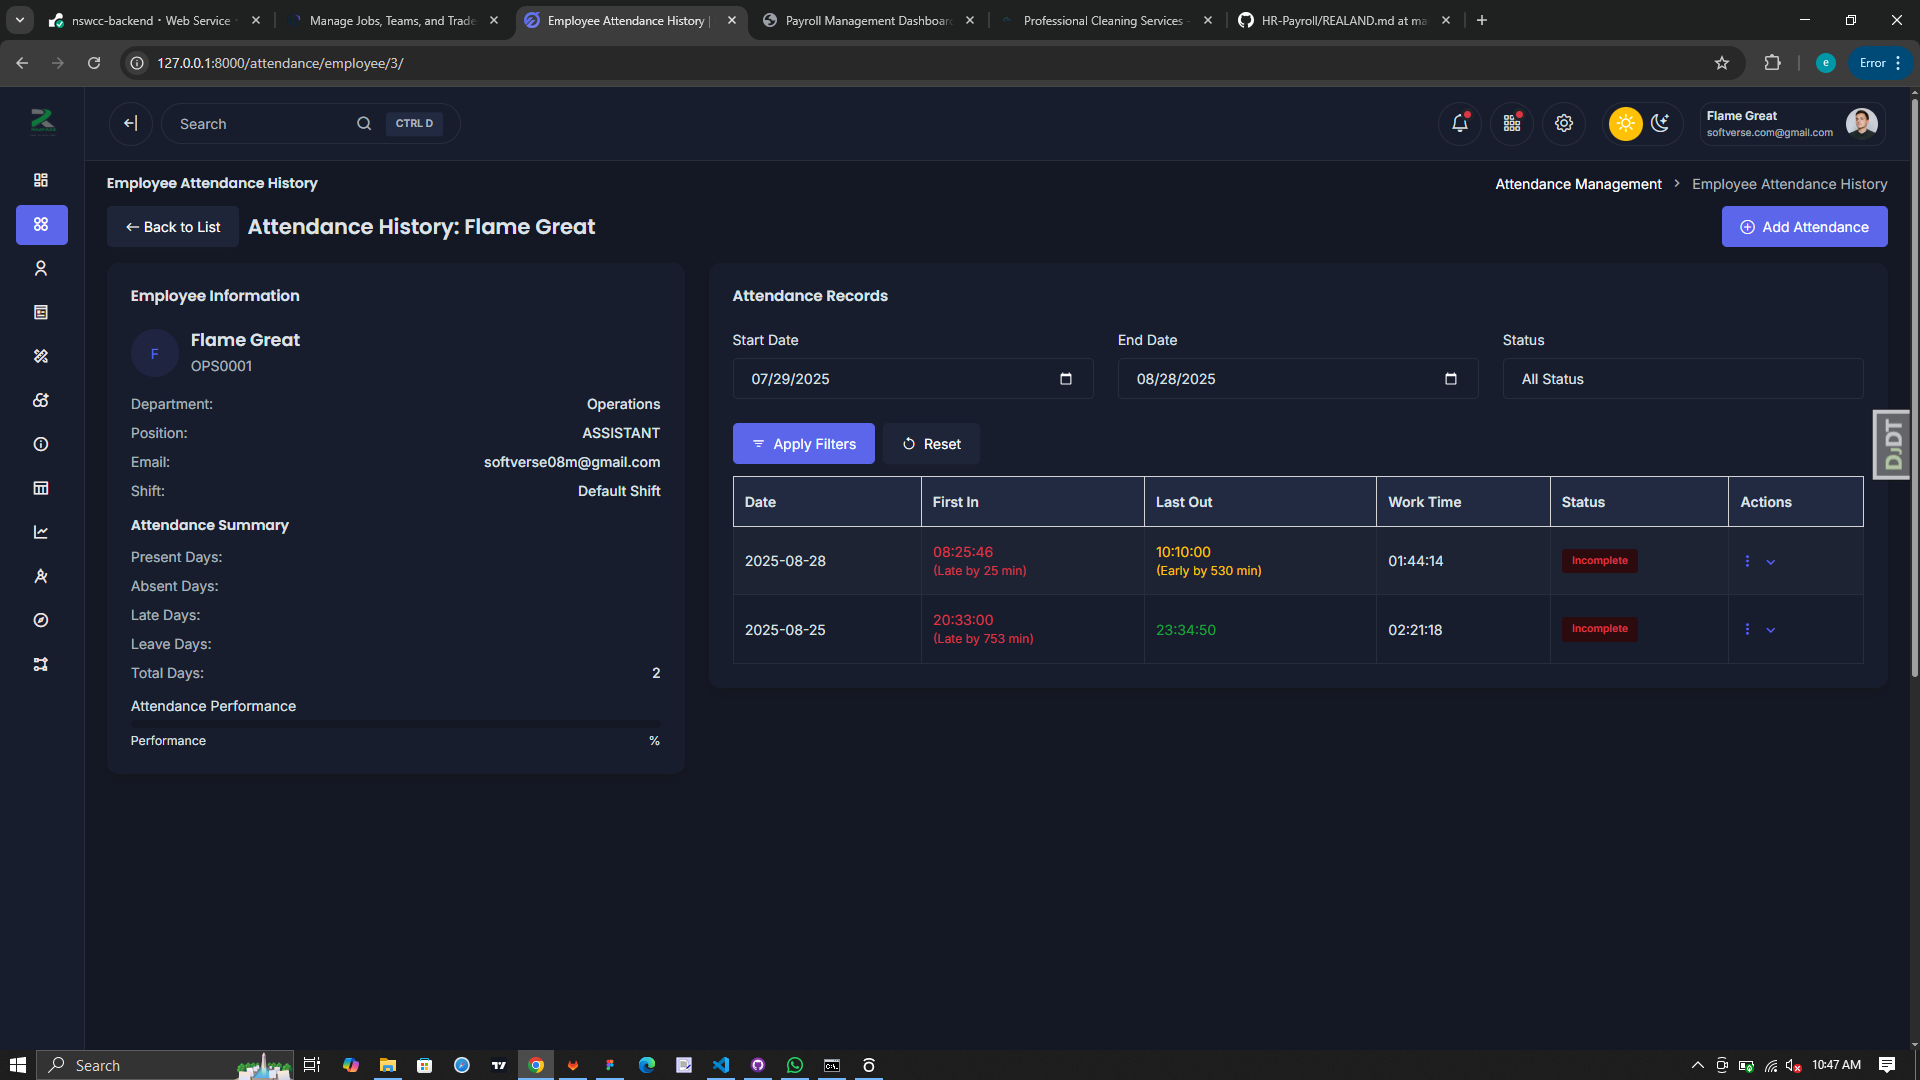 nswcc-backend · Web Service
Manage Jobs, Teams, and Trade
Employee Attendance History |
Payroll Management Dashboard
Professional Cleaning Services -
HR-Payroll/REALAND.md at ma
127.0.0.1:8000/attendance/employee/3/
e
Error
Search
CTRL D
Flame Great
softverse.com@gmail.com
Employee Attendance History
Attendance Management
Employee Attendance History
Back to List
Attendance History: Flame Great
Add Attendance
Employee Information
F
Flame Great
OPS0001
Department: Operations
Position: ASSISTANT
Email: softverse08m@gmail.com
Shift: Default Shift
Attendance Summary
Present Days:
Absent Days:
Late Days:
Leave Days:
Total Days: 2
Attendance Performance
Performance %
Attendance Records
Start Date End Date Status
07/29/2025 08/28/2025 All Status
Apply Filters Reset
Date First In Last Out Work Time Status Actions
2025-08-28 08:25:46 (Late by 25 min) 10:10:00 (Early by 530 min) 01:44:14 Incomplete
2025-08-25 20:33:00 (Late by 753 min) 23:34:50 02:21:18 Incomplete
DJDT
Search
10:47 AM